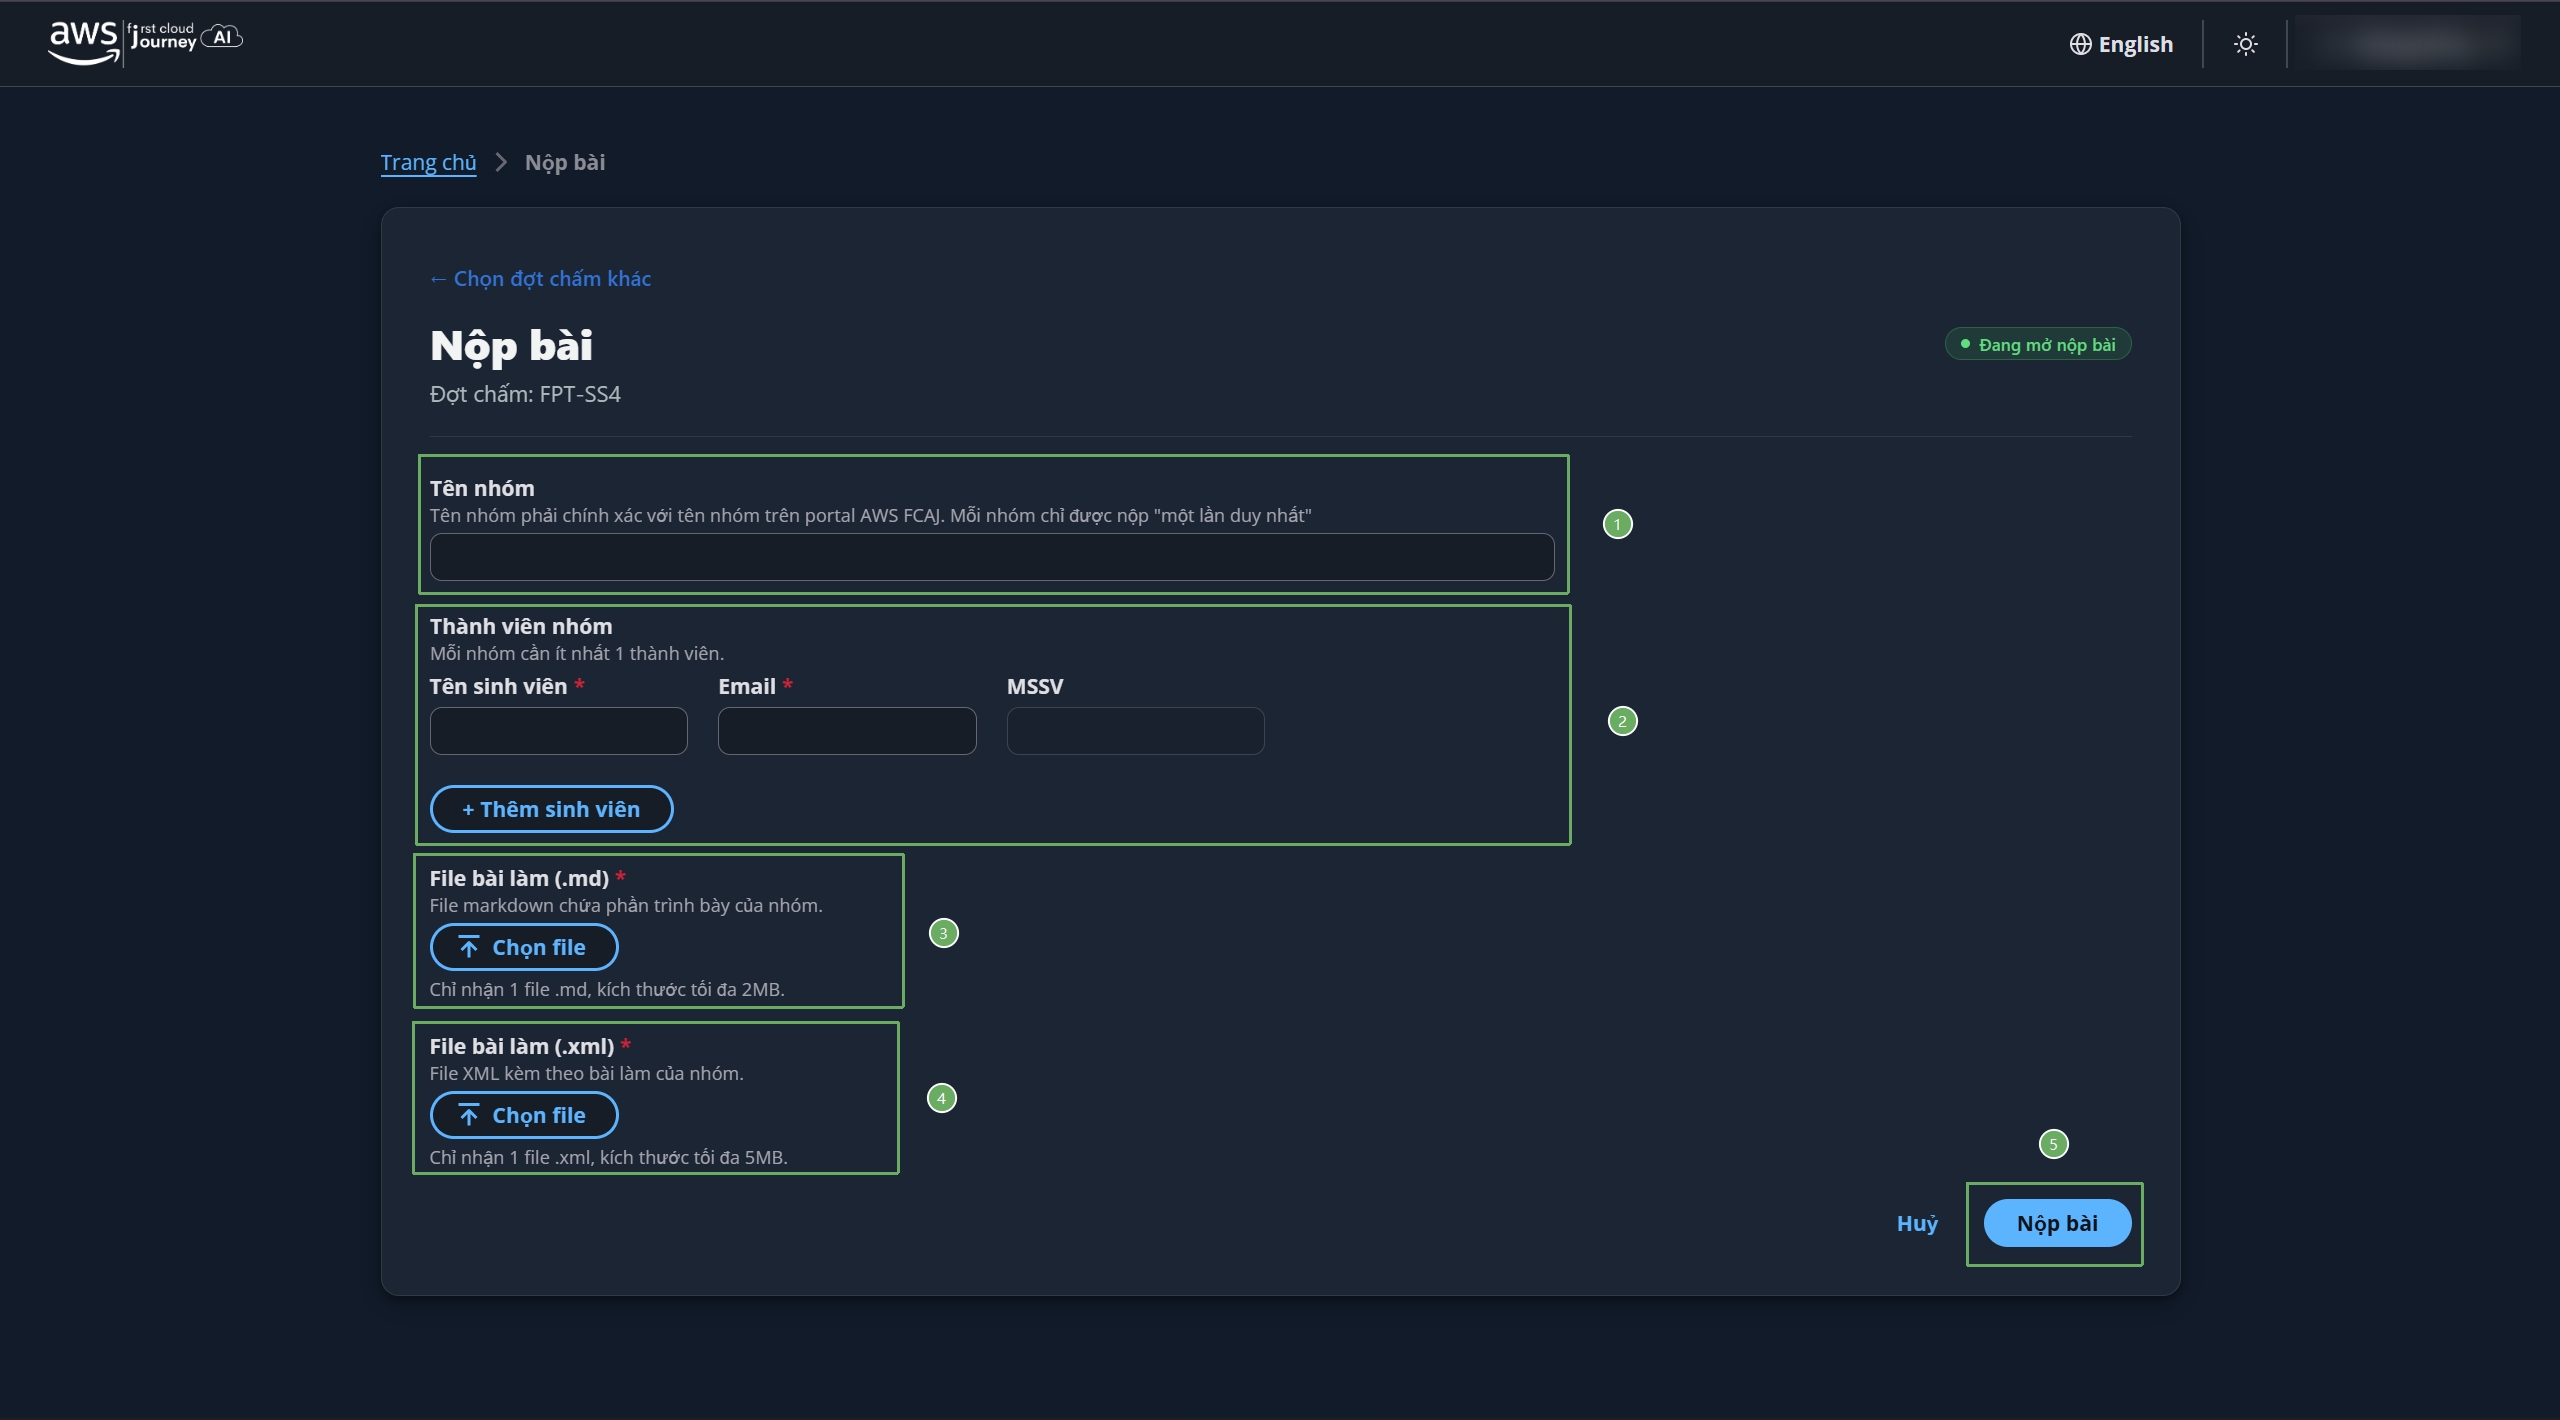 aws first cloud journey AI
English
Trang chủ > Nộp bài
← Chọn đợt chấm khác
Nộp bài
Đang mở nộp bài
Đợt chấm: FPT-SS4
Tên nhóm
Tên nhóm phải chính xác với tên nhóm trên portal AWS FCAJ. Mỗi nhóm chỉ được nộp "một lần duy nhất"
1
Thành viên nhóm
Mỗi nhóm cần ít nhất 1 thành viên.
Tên sinh viên * Email * MSSV
2
+ Thêm sinh viên
File bài làm (.md) *
File markdown chứa phần trình bày của nhóm.
3
Chọn file
Chỉ nhận 1 file .md, kích thước tối đa 2MB.
File bài làm (.xml) *
File XML kèm theo bài làm của nhóm.
4
Chọn file
Chỉ nhận 1 file .xml, kích thước tối đa 5MB.
5
Huỷ Nộp bài